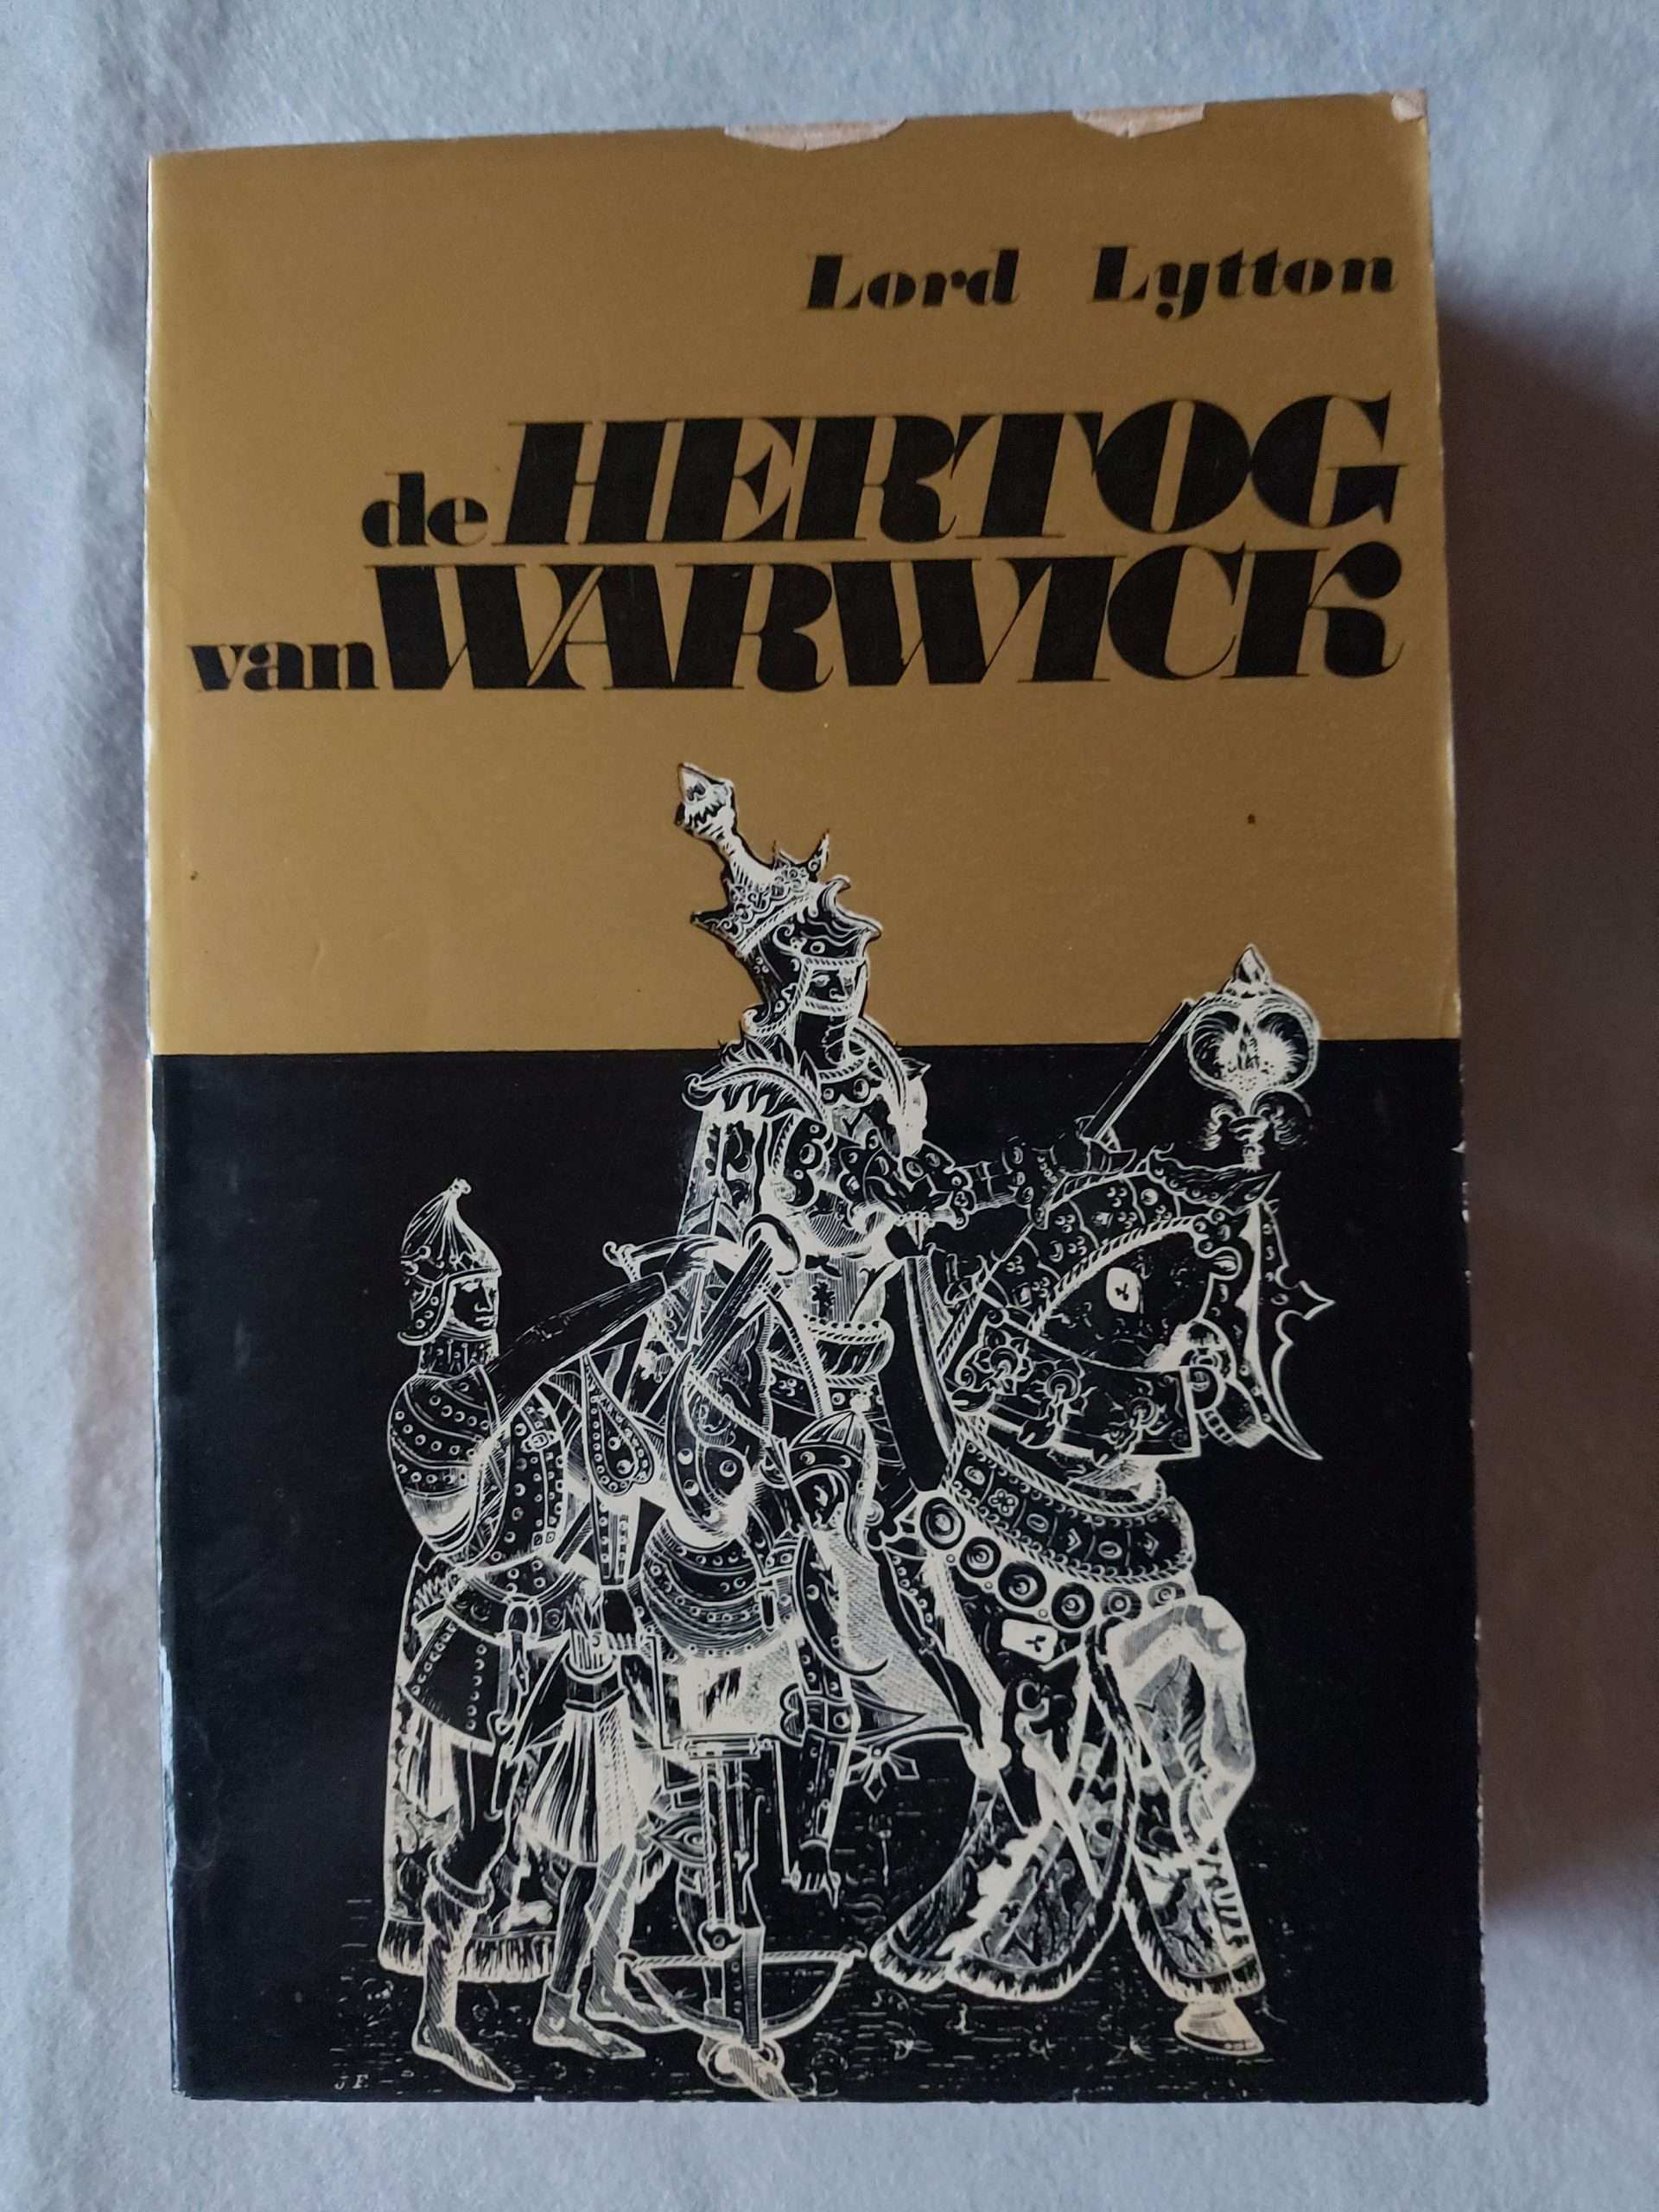 Lord Lytton
de HERTOG
van WARWICK
J F.